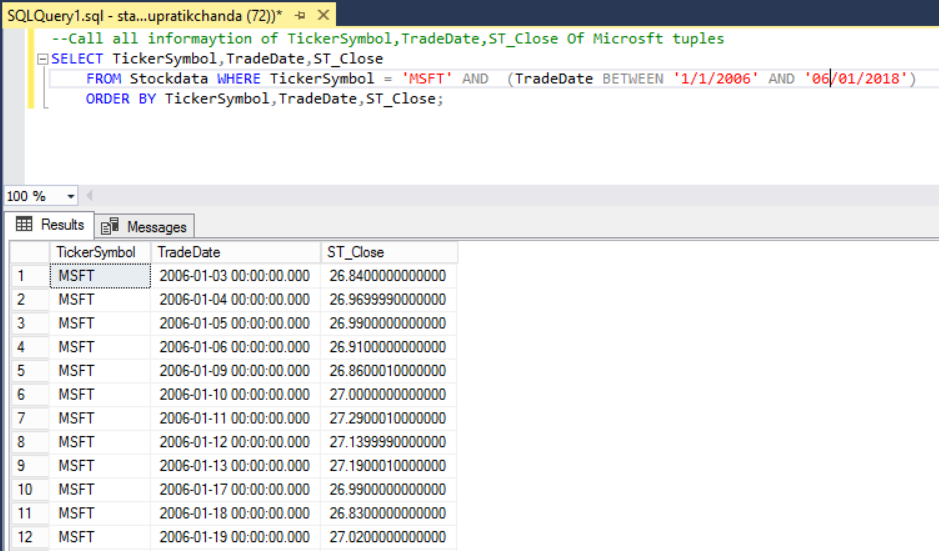 SQLQuery1.sql - sta...upratikchanda (72))*
--Call all informaytion of TickerSymbol,TradeDate,ST_Close Of Microsft tuples
SELECT TickerSymbol,TradeDate,ST_Close
FROM Stockdata WHERE TickerSymbol = 'MSFT' AND (TradeDate BETWEEN '1/1/2006' AND '06/01/2018')
ORDER BY TickerSymbol,TradeDate,ST_Close;
100 %
Results Messages
TickerSymbol TradeDate ST_Close
1 MSFT 2006-01-03 00:00:00.000 26.8400000000000
2 MSFT 2006-01-04 00:00:00.000 26.9699990000000
3 MSFT 2006-01-05 00:00:00.000 26.9900000000000
4 MSFT 2006-01-06 00:00:00.000 26.9100000000000
5 MSFT 2006-01-09 00:00:00.000 26.8600010000000
6 MSFT 2006-01-10 00:00:00.000 27.0000000000000
7 MSFT 2006-01-11 00:00:00.000 27.2900010000000
8 MSFT 2006-01-12 00:00:00.000 27.1399990000000
9 MSFT 2006-01-13 00:00:00.000 27.1900010000000
10 MSFT 2006-01-17 00:00:00.000 26.9900000000000
11 MSFT 2006-01-18 00:00:00.000 26.8300000000000
12 MSFT 2006-01-19 00:00:00.000 27.0200000000000